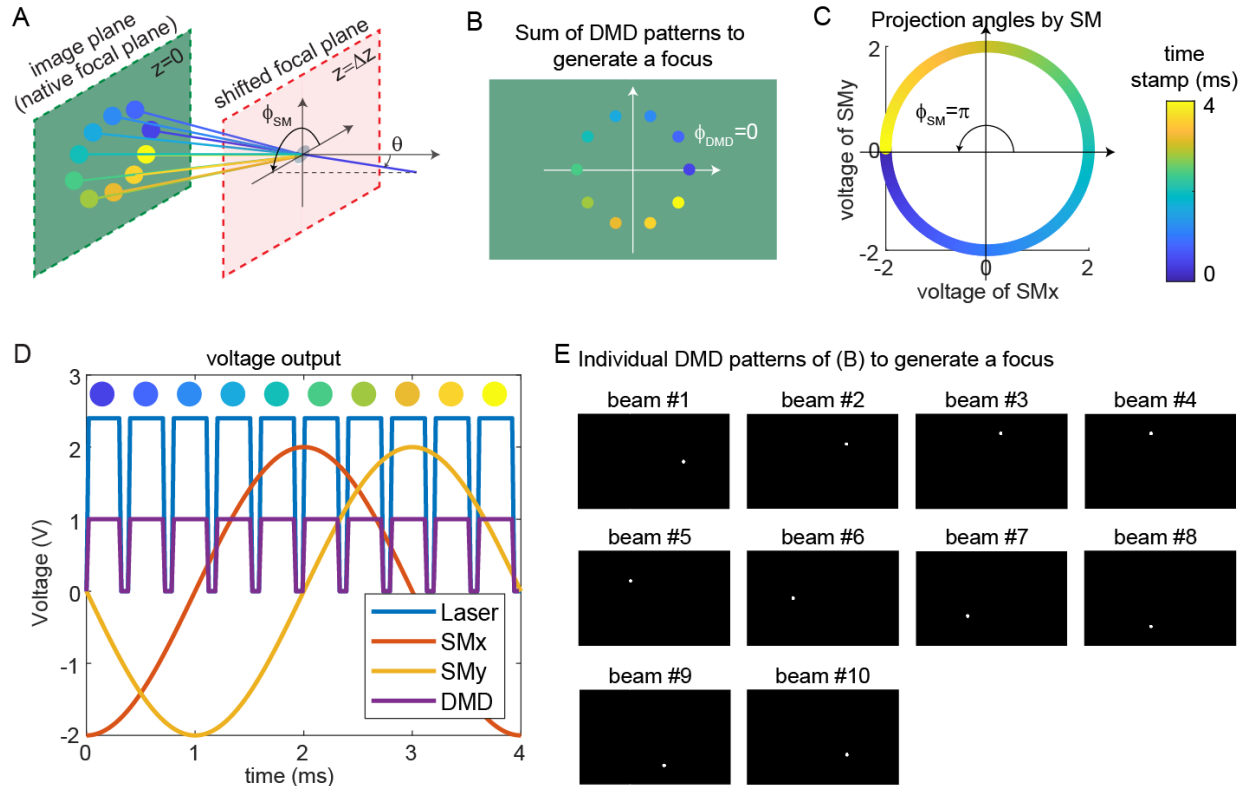 A
image plane
(native focal plane)
z=0
shifted focal plane
z=Δz
ϕSM
θ
B
Sum of DMD patterns to
generate a focus
ϕDMD=0
C
Projection angles by SM
2
0
-2
voltage of SMy
ϕSM=π
-2
0
2
voltage of SMx
time
stamp (ms)
4
0
D
voltage output
3
2
1
0
-1
-2
Voltage (V)
Laser
SMx
SMy
DMD
0
1
2
3
4
time (ms)
E Individual DMD patterns of (B) to generate a focus
beam #1
beam #2
beam #3
beam #4
beam #5
beam #6
beam #7
beam #8
beam #9
beam #10